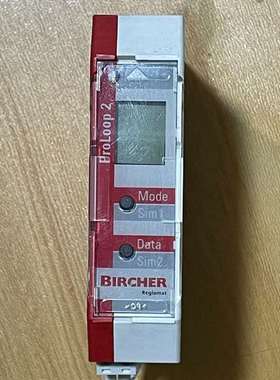 ProLoop 2
Mode
Sim1
Data
Sim2
BIRCHER
Reglomat